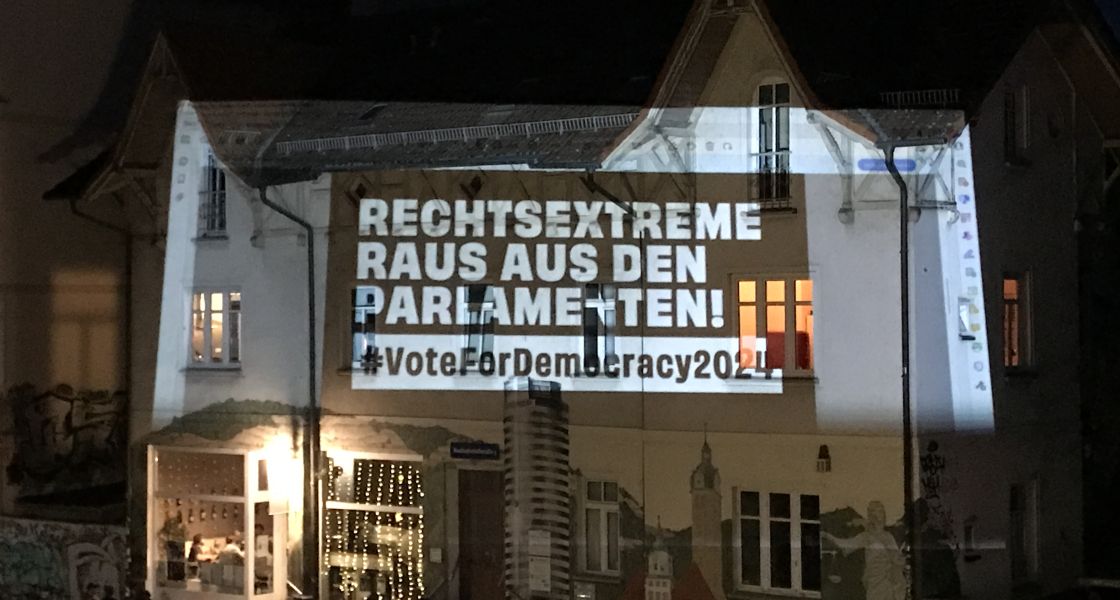 RECHTSEXTREME
RAUS AUS DEN
PARLAMENTEN!
#VoteForDemocracy2024